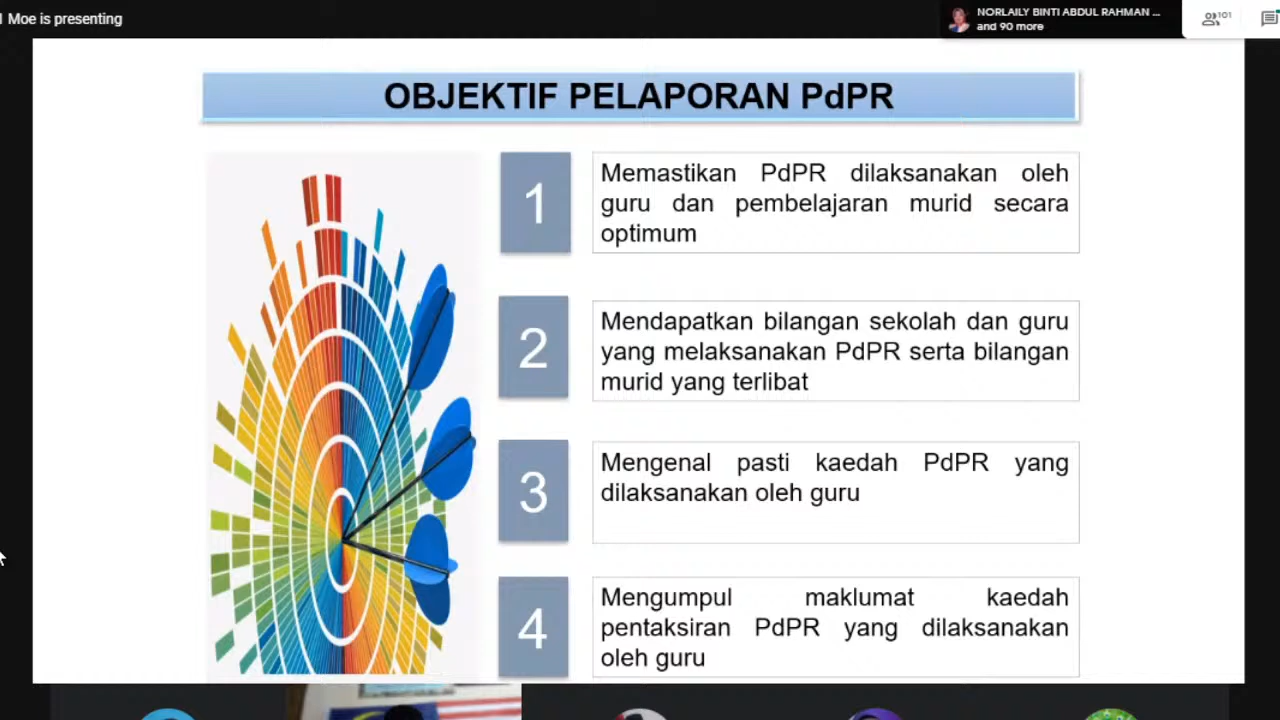 Moe is presenting
NORLAILY BINTI ABDUL RAHMAN ...
and 90 more
101
OBJEKTIF PELAPORAN PdPR
1
Memastikan PdPR dilaksanakan oleh
guru dan pembelajaran murid secara
optimum
2
Mendapatkan bilangan sekolah dan guru
yang melaksanakan PdPR serta bilangan
murid yang terlibat
3
Mengenal pasti kaedah PdPR yang
dilaksanakan oleh guru
4
Mengumpul maklumat kaedah
pentaksiran PdPR yang dilaksanakan
oleh guru